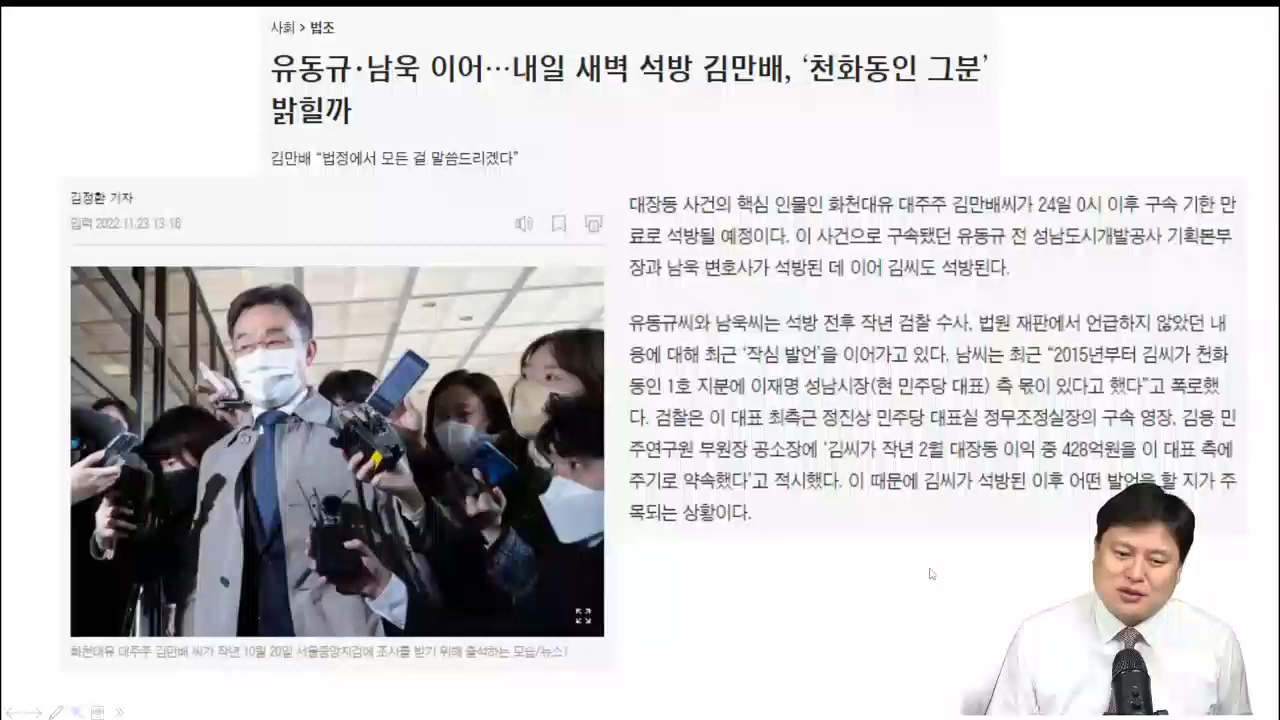 사회 > 법조
유동규·남욱 이어…내일 새벽 석방 김만배, ‘천화동인 그분’
밝힐까
김만배 “법정에서 모든 걸 말씀드리겠다”
김정환 기자
입력 2022.11.23 13:16
화천대유 대주주 김만배 씨가 작년 10월 20일 서울중앙지검에 조사를 받기 위해 출석하는 모습/뉴스1
대장동 사건의 핵심 인물인 화천대유 대주주 김만배씨가 24일 0시 이후 구속 기한 만
료로 석방될 예정이다. 이 사건으로 구속됐던 유동규 전 성남도시개발공사 기획본부
장과 남욱 변호사가 석방된 데 이어 김씨도 석방된다.
유동규씨와 남욱씨는 석방 전후 작년 검찰 수사, 법원 재판에서 언급하지 않았던 내
용에 대해 최근 ‘작심 발언’을 이어가고 있다. 남씨는 최근 “2015년부터 김씨가 천화
동인 1호 지분에 이재명 성남시장(현 민주당 대표) 측 몫이 있다고 했다”고 폭로했
다. 검찰은 이 대표 최측근 정진상 민주당 대표실 정무조정실장의 구속 영장, 김용 민
주연구원 부원장 공소장에 ‘김씨가 작년 2월 대장동 이익 중 428억원을 이 대표 측에
주기로 약속했다’고 적시했다. 이 때문에 김씨가 석방된 이후 어떤 발언을 할 지가 주
목되는 상황이다.